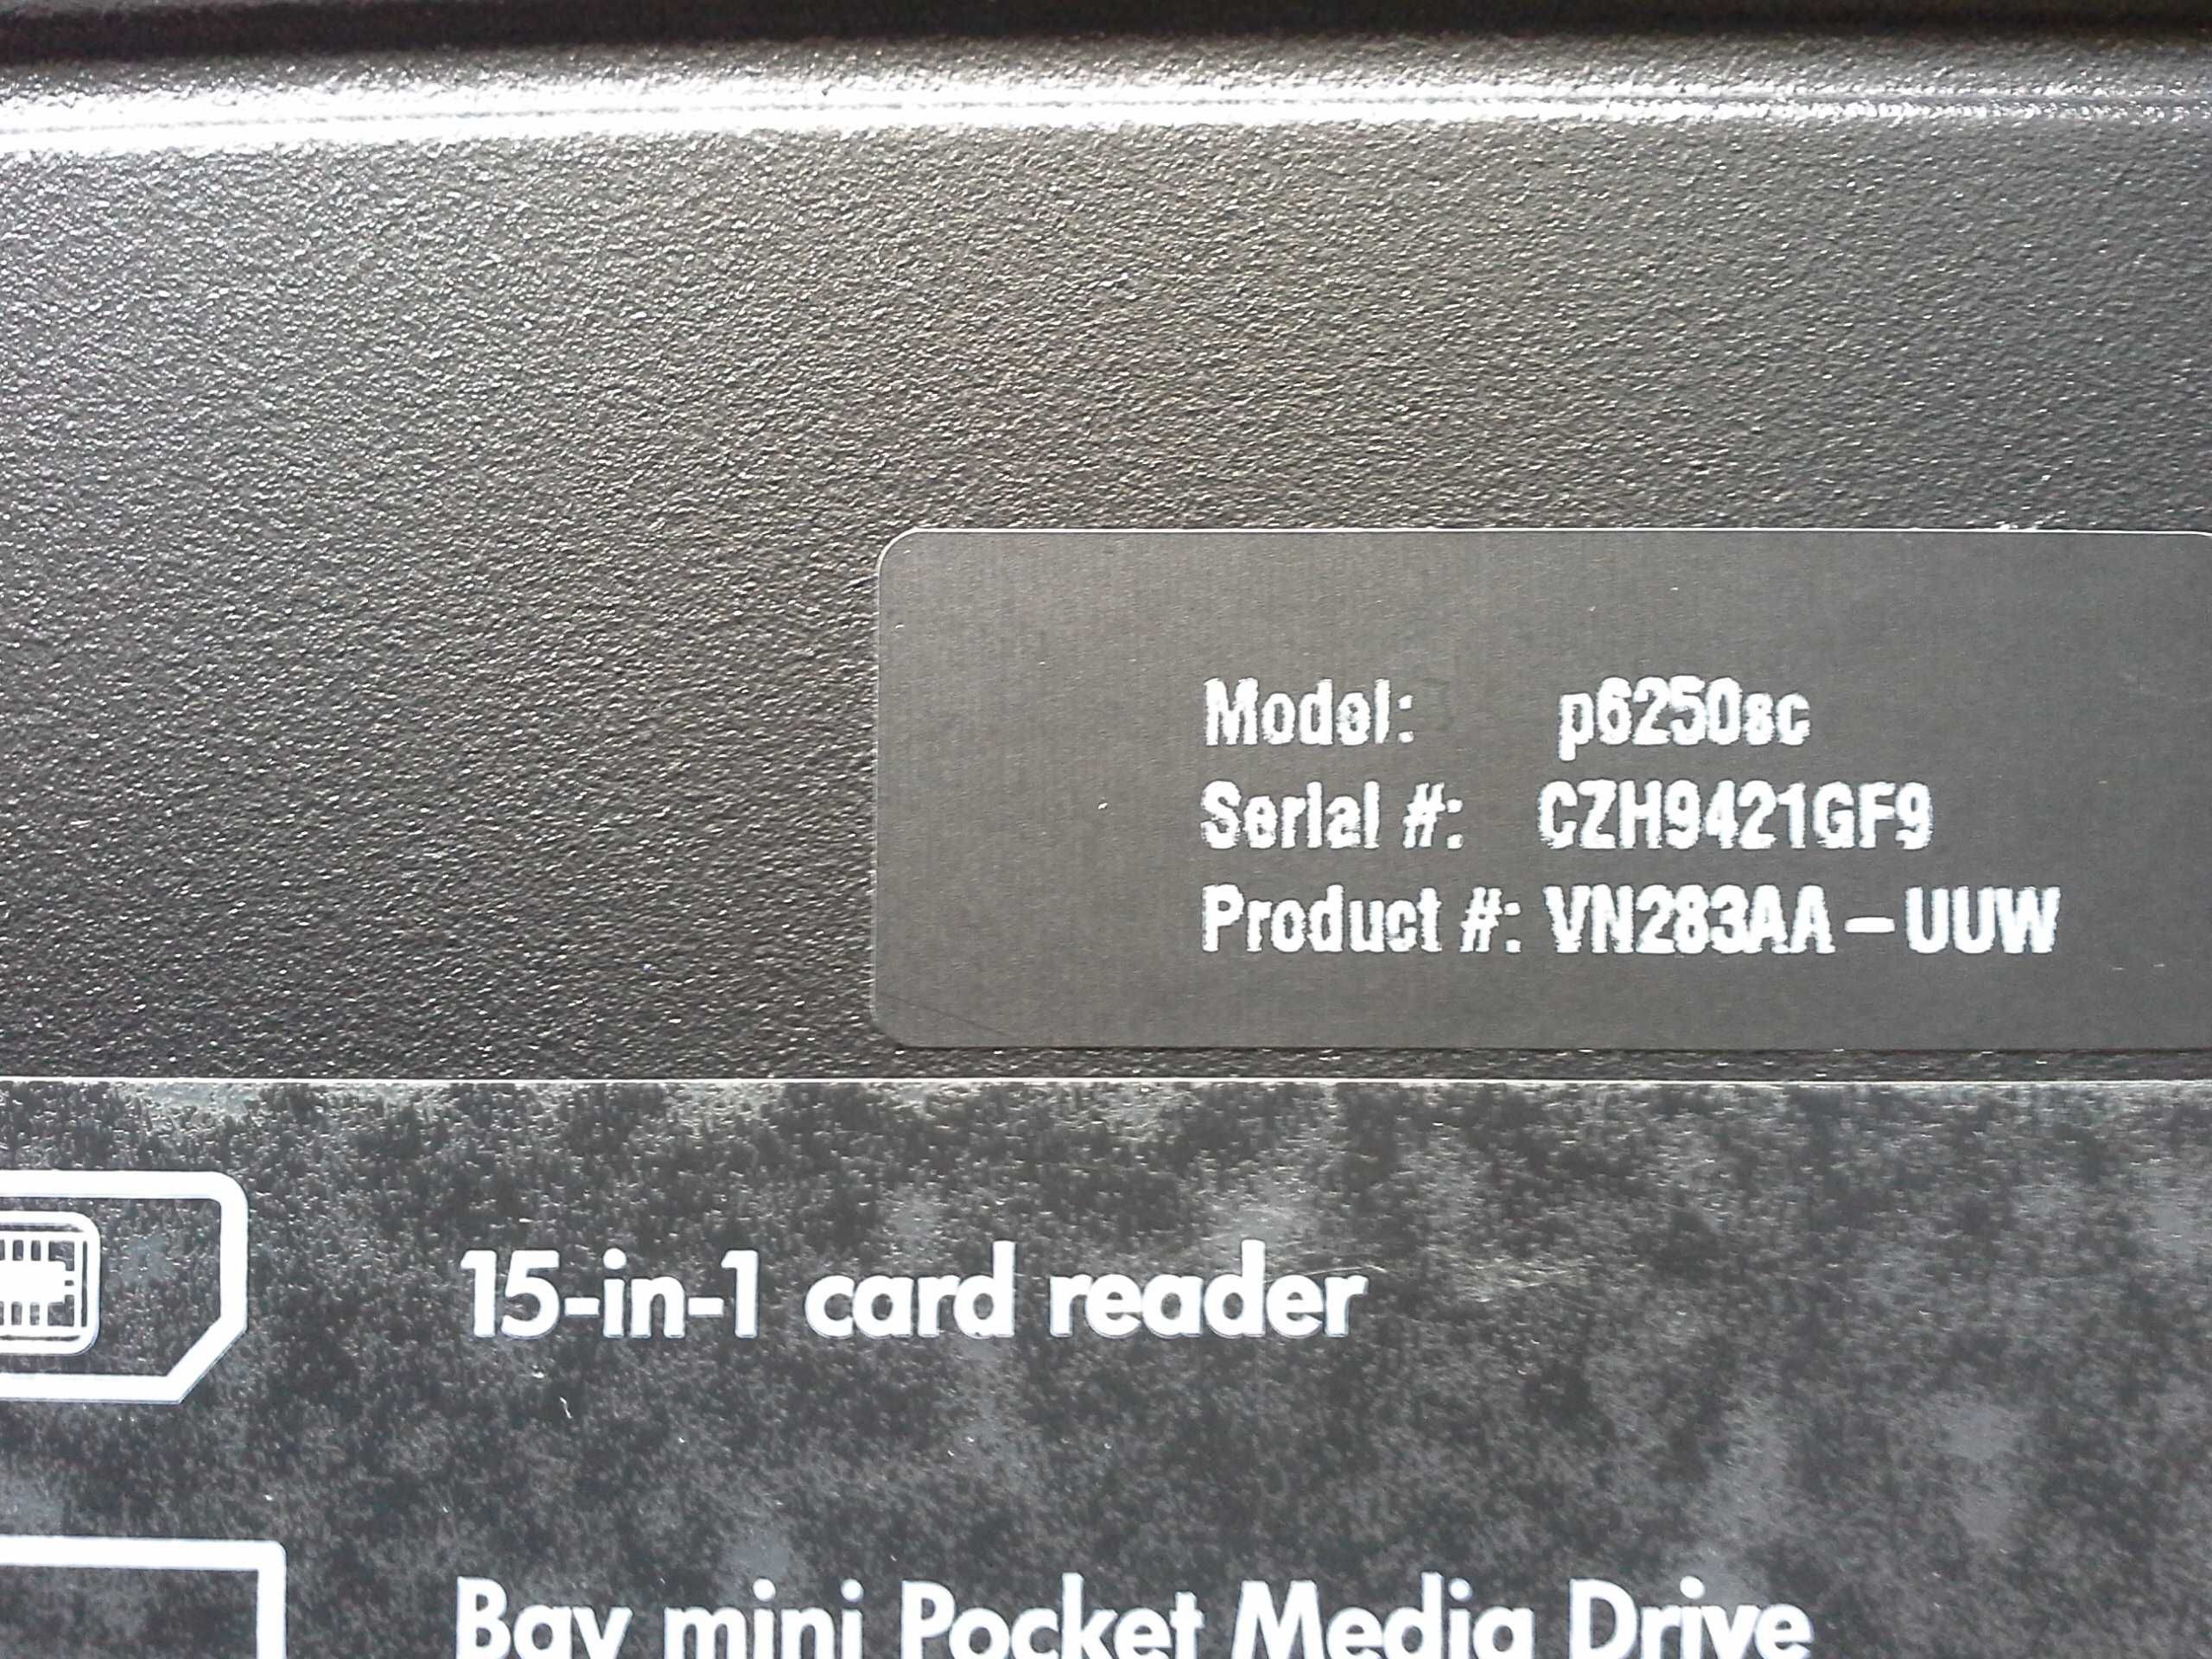 Model: p6250sc
Serial #: CZH9421GF9
Product #: VN283AA-UUW
15-in-1 card reader
Bay mini Pocket Media Drive